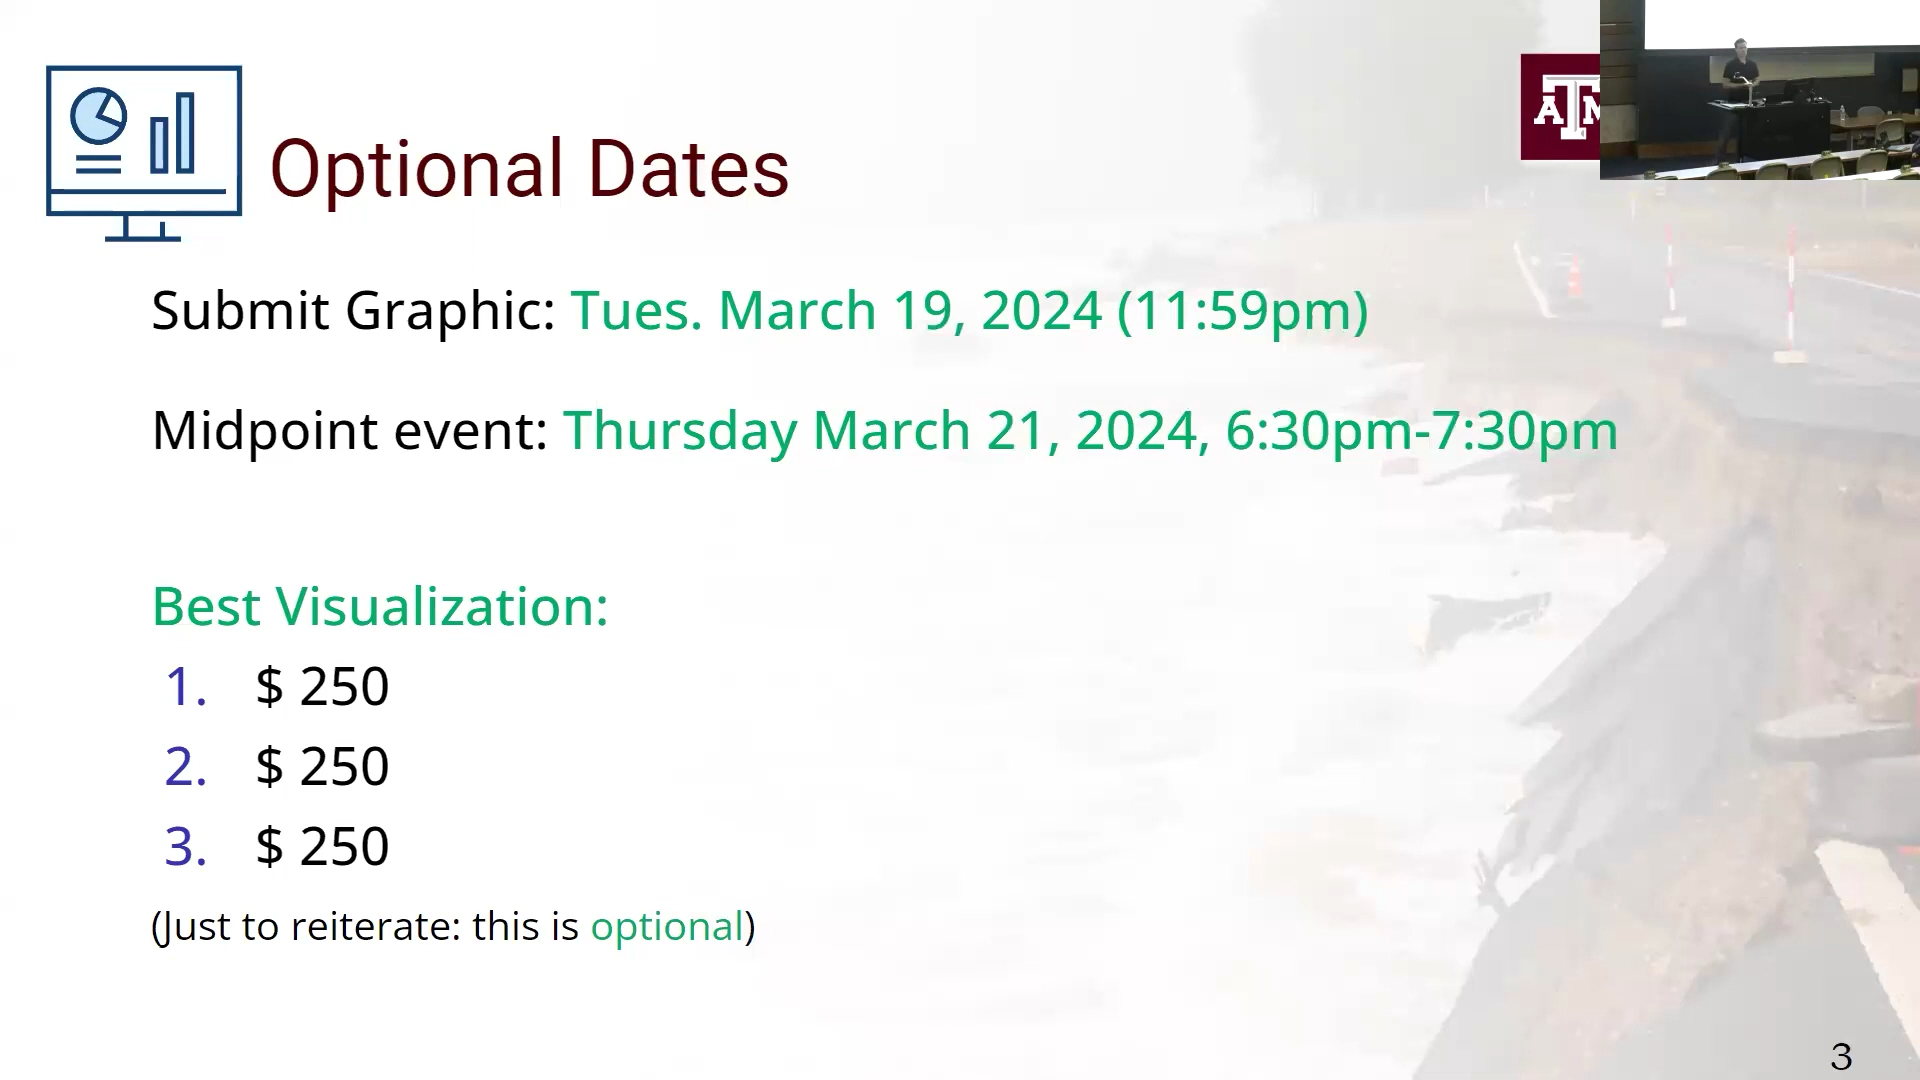 Optional Dates
ATM
Submit Graphic: Tues. March 19, 2024 (11:59pm)
Midpoint event: Thursday March 21, 2024, 6:30pm-7:30pm
Best Visualization:
1. $ 250
2. $ 250
3. $ 250
(Just to reiterate: this is optional)
3